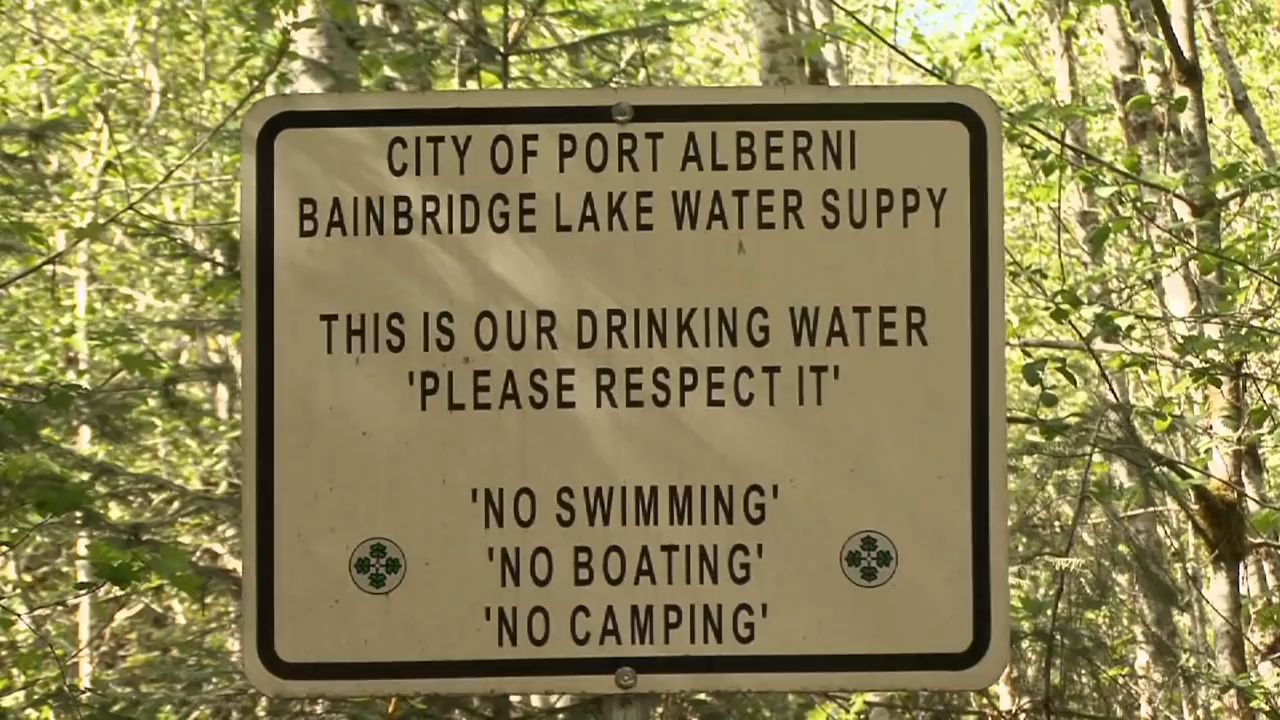 CITY OF PORT ALBERNI
BAINBRIDGE LAKE WATER SUPPY
THIS IS OUR DRINKING WATER
'PLEASE RESPECT IT'
'NO SWIMMING'
'NO BOATING'
'NO CAMPING'